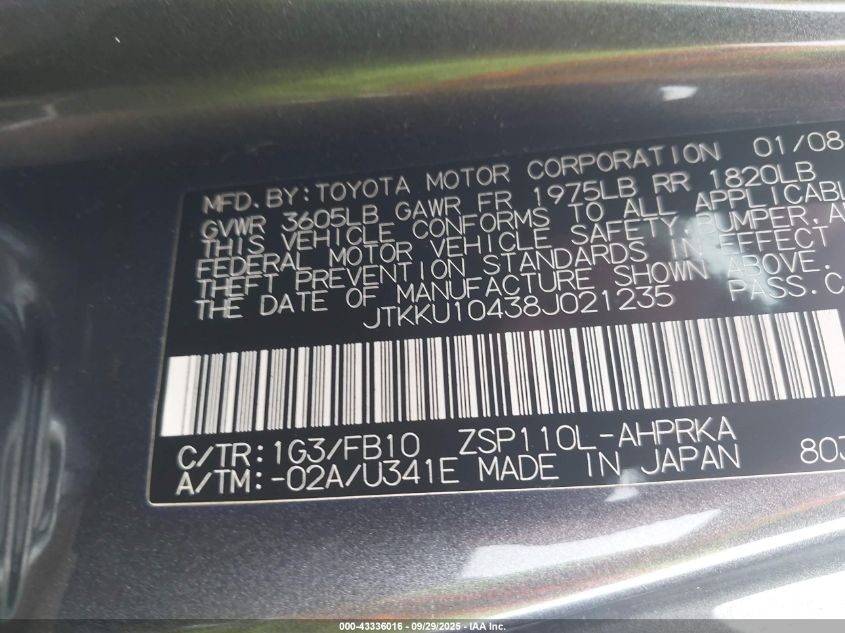 MFD. BY: TOYOTA MOTOR CORPORATION 01/08
GVWR 3605LB GAWR FR 1975LB RR 1820LB
THIS VEHICLE CONFORMS TO ALL APPLICABL
FEDERAL MOTOR VEHICLE SAFETY, BUMPER, A
THEFT PREVENTION STANDARDS IN EFFECT
THE DATE OF MANUFACTURE SHOWN ABOVE.
JTKKU10438J021235 PASS. C
C/TR: 1G3/FB10 ZSP110L-AHPRKA
A/TM: -02A/U341E MADE IN JAPAN 803
000-43336016 - 09/29/2025 - IAA Inc.